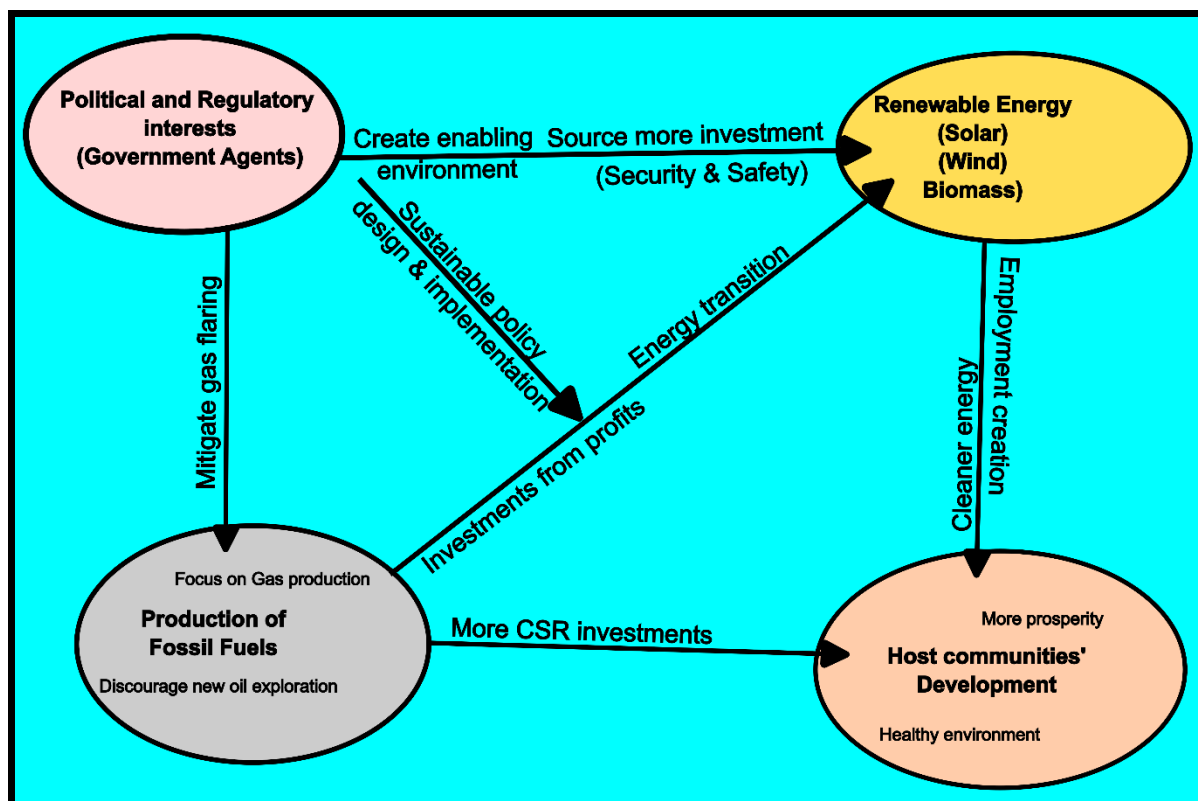 Political and Regulatory
interests
(Government Agents)
Create enabling
environment
Source more investment
(Security & Safety)
Renewable Energy
(Solar)
(Wind)
Biomass)
Sustainable policy
design & implementation
Mitigate gas flaring
Energy transition
Investments from profits
Cleaner energy
Employment creation
Focus on Gas production
Production of
Fossil Fuels
Discourage new oil exploration
More CSR investments
More prosperity
Host communities'
Development
Healthy environment